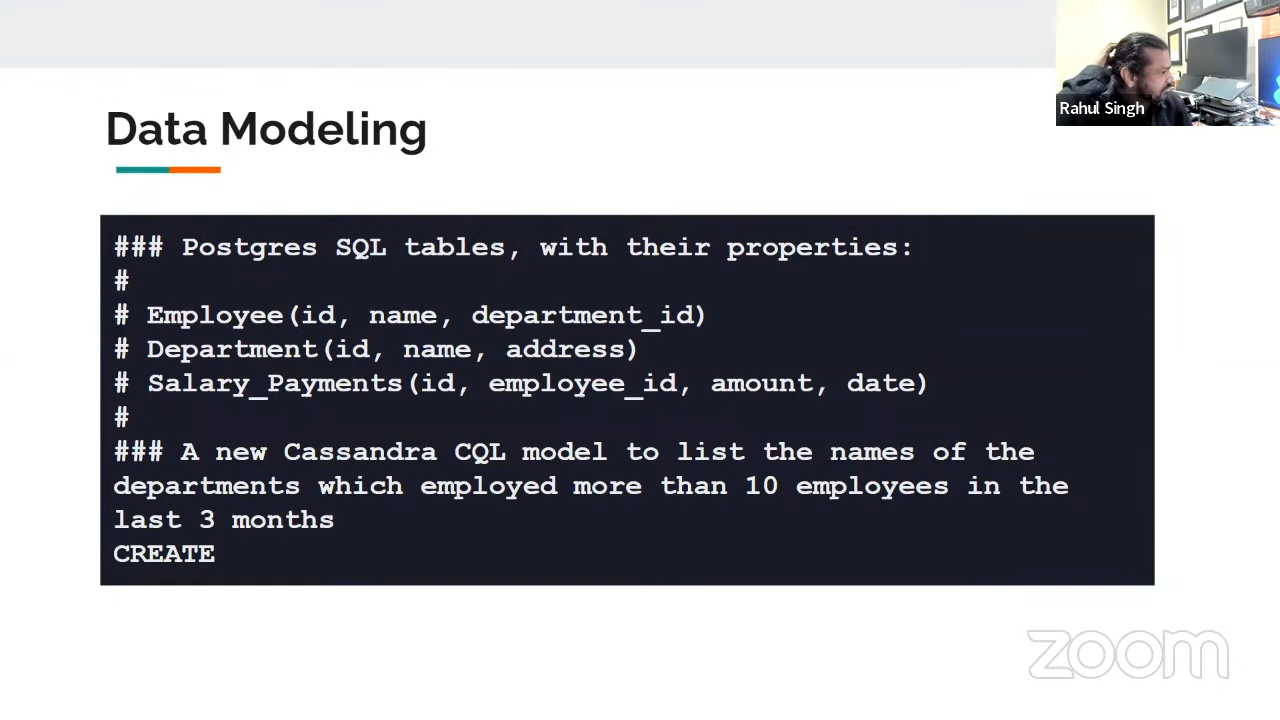 Rahul Singh
Data Modeling
### Postgres SQL tables, with their properties:
#
# Employee(id, name, department_id)
# Department(id, name, address)
# Salary_Payments(id, employee_id, amount, date)
#
### A new Cassandra CQL model to list the names of the
departments which employed more than 10 employees in the
last 3 months
CREATE
zoom